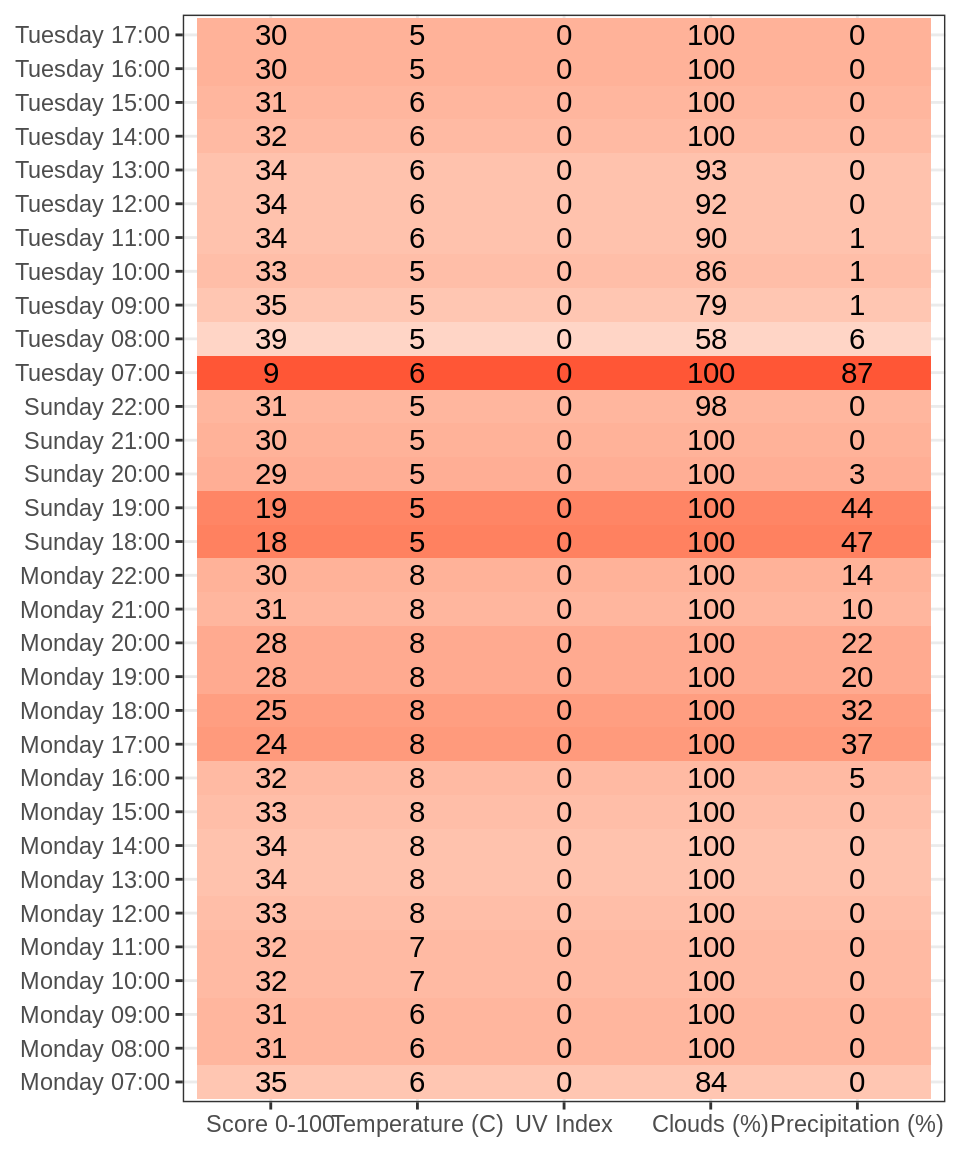 Tuesday 17:00 30 5 0 100 0
Tuesday 16:00 30 5 0 100 0
Tuesday 15:00 31 6 0 100 0
Tuesday 14:00 32 6 0 100 0
Tuesday 13:00 34 6 0 93 0
Tuesday 12:00 34 6 0 92 0
Tuesday 11:00 34 6 0 90 1
Tuesday 10:00 33 5 0 86 1
Tuesday 09:00 35 5 0 79 1
Tuesday 08:00 39 5 0 58 6
Tuesday 07:00 9 6 0 100 87
Sunday 22:00 31 5 0 98 0
Sunday 21:00 30 5 0 100 0
Sunday 20:00 29 5 0 100 3
Sunday 19:00 19 5 0 100 44
Sunday 18:00 18 5 0 100 47
Monday 22:00 30 8 0 100 14
Monday 21:00 31 8 0 100 10
Monday 20:00 28 8 0 100 22
Monday 19:00 28 8 0 100 20
Monday 18:00 25 8 0 100 32
Monday 17:00 24 8 0 100 37
Monday 16:00 32 8 0 100 5
Monday 15:00 33 8 0 100 0
Monday 14:00 34 8 0 100 0
Monday 13:00 34 8 0 100 0
Monday 12:00 33 8 0 100 0
Monday 11:00 32 7 0 100 0
Monday 10:00 32 7 0 100 0
Monday 09:00 31 6 0 100 0
Monday 08:00 31 6 0 100 0
Monday 07:00 35 6 0 84 0
Score 0-100 Temperature (C) UV Index Clouds (%) Precipitation (%)